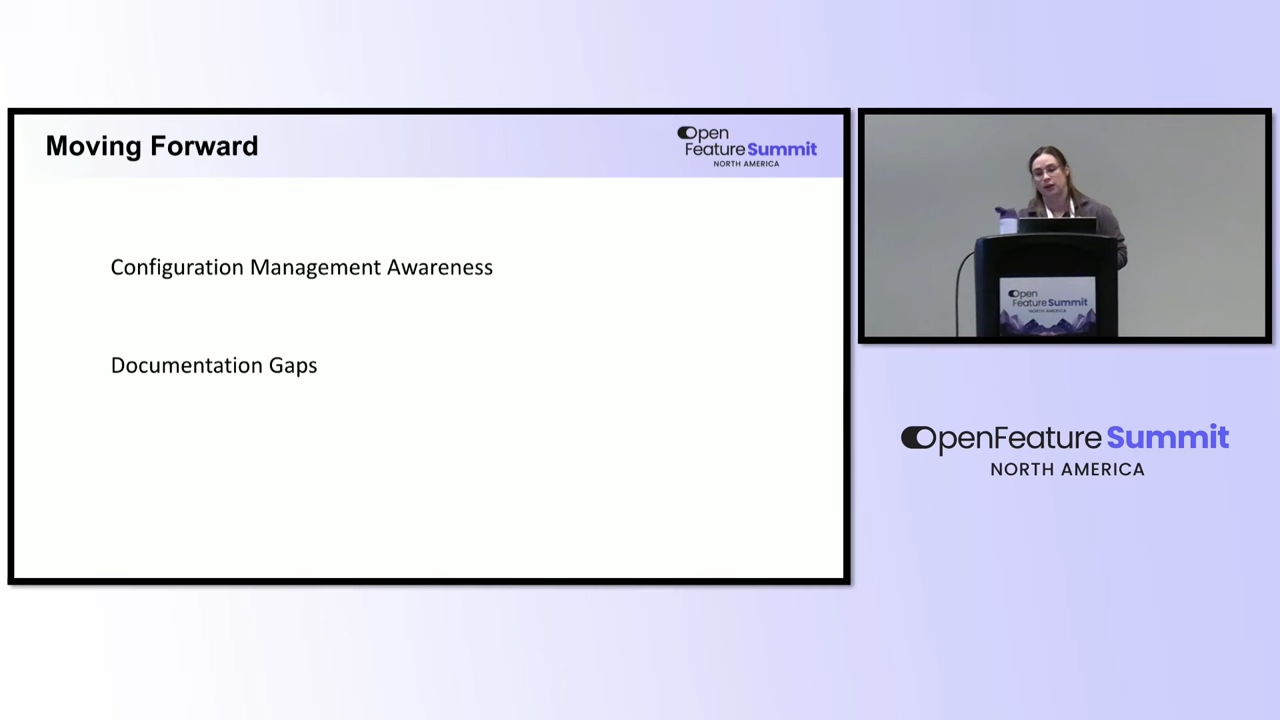 Moving Forward
Open
Feature Summit
NORTH AMERICA
Configuration Management Awareness
Documentation Gaps
Open
Feature Summit
NORTH AMERICA
OpenFeature Summit
NORTH AMERICA